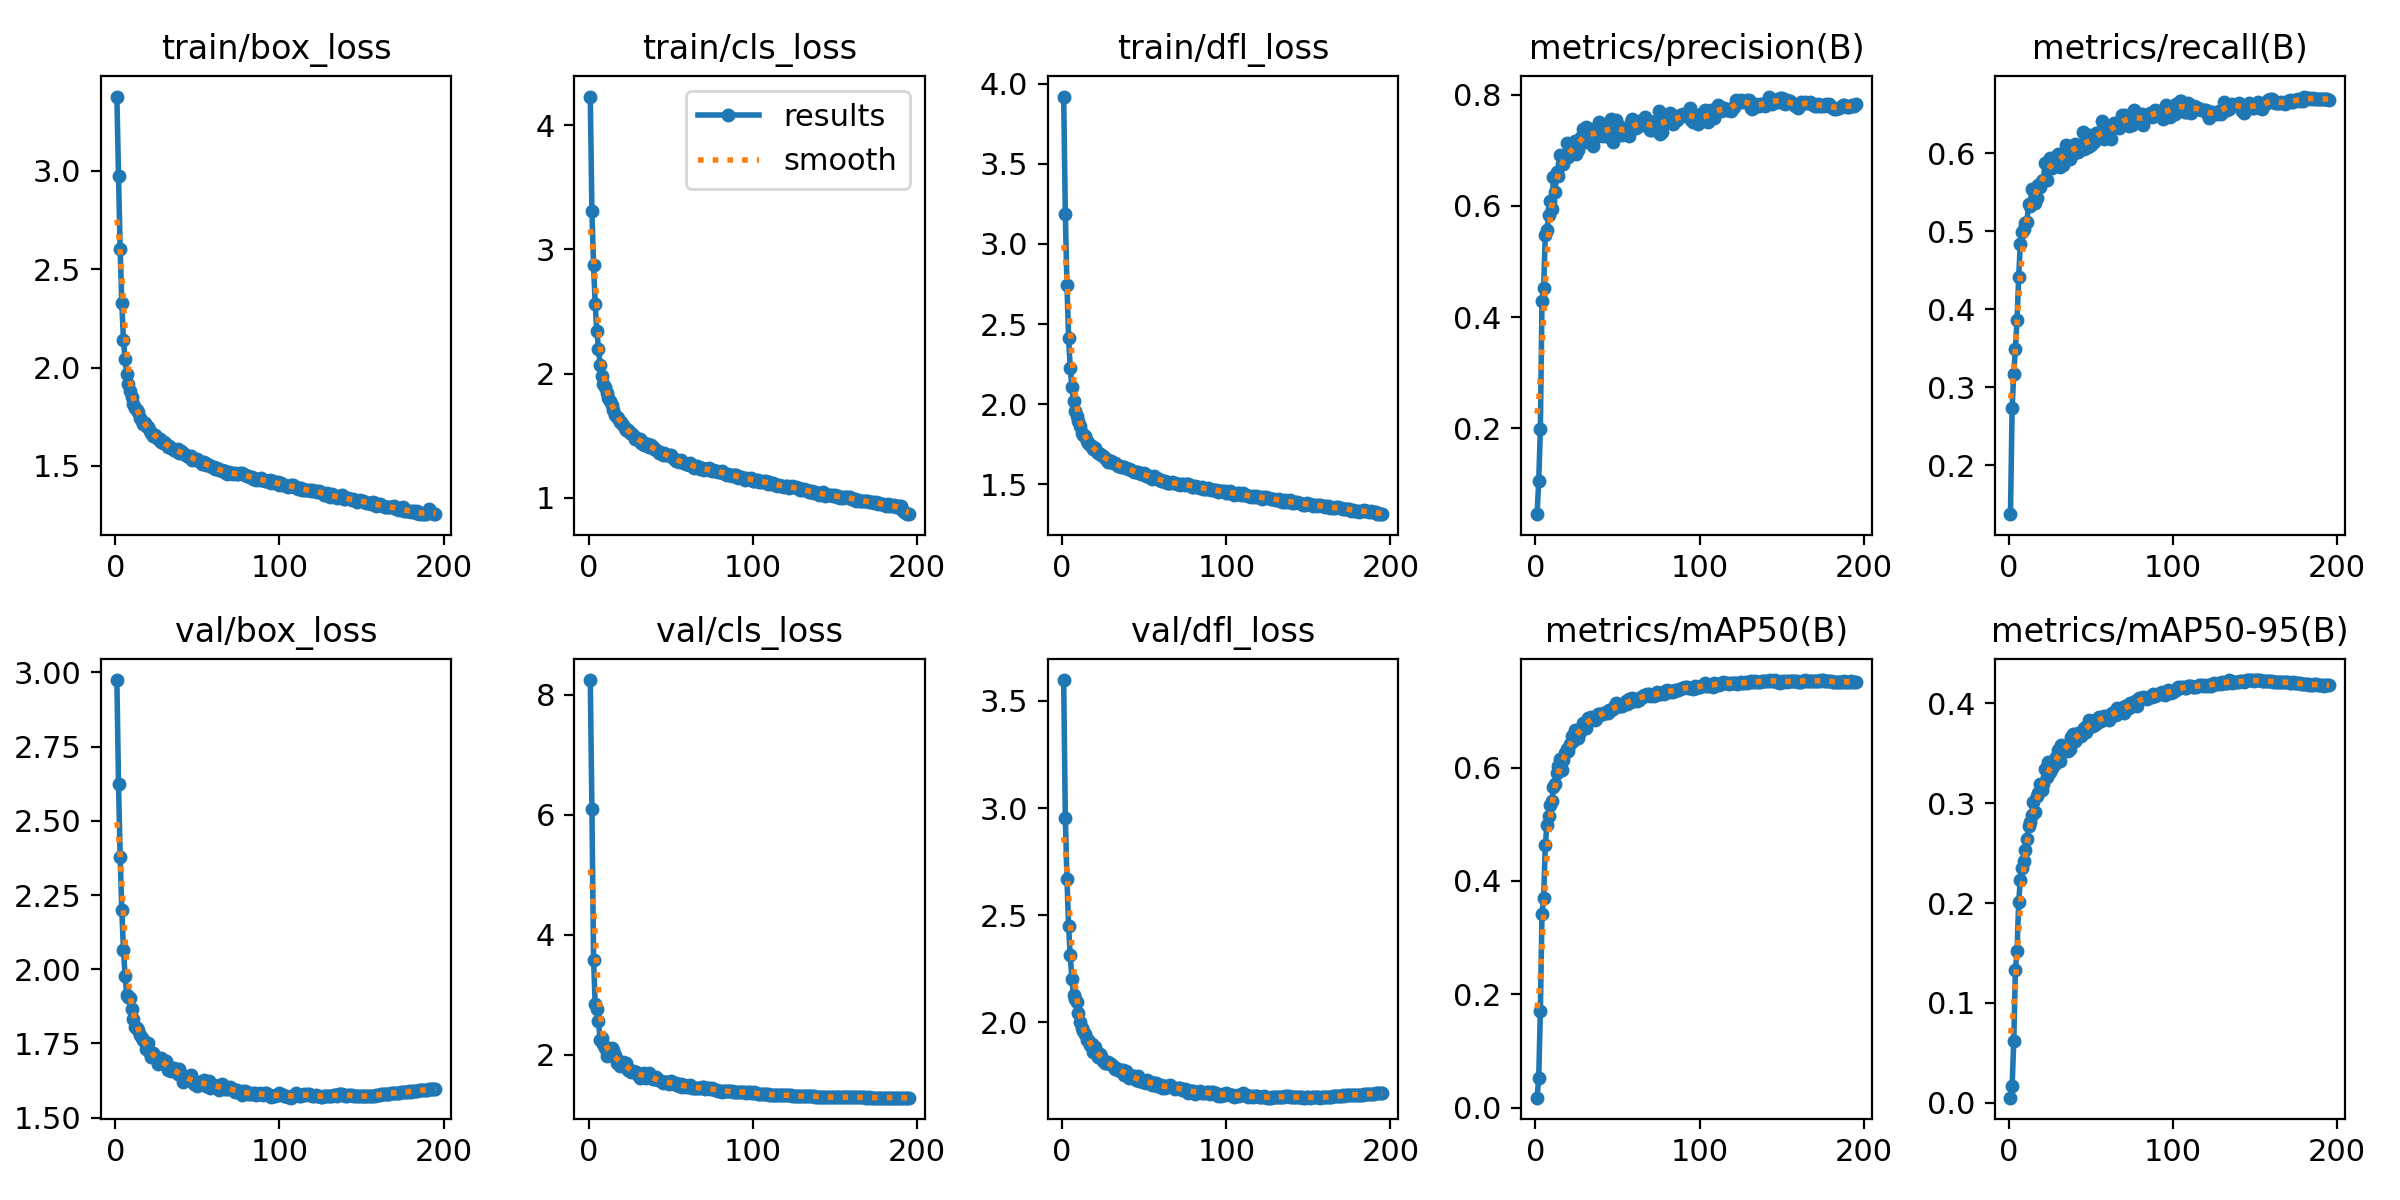 train/box_loss
3.0
2.5
2.0
1.5
0 100 200
train/cls_loss
results
smooth
4
3
2
1
0 100 200
train/dfl_loss
4.0
3.5
3.0
2.5
2.0
1.5
0 100 200
metrics/precision(B)
0.8
0.6
0.4
0.2
0 100 200
metrics/recall(B)
0.6
0.5
0.4
0.3
0.2
0 100 200
val/box_loss
3.00
2.75
2.50
2.25
2.00
1.75
1.50
0 100 200
val/cls_loss
8
6
4
2
0 100 200
val/dfl_loss
3.5
3.0
2.5
2.0
0 100 200
metrics/mAP50(B)
0.6
0.4
0.2
0.0
0 100 200
metrics/mAP50-95(B)
0.4
0.3
0.2
0.1
0.0
0 100 200